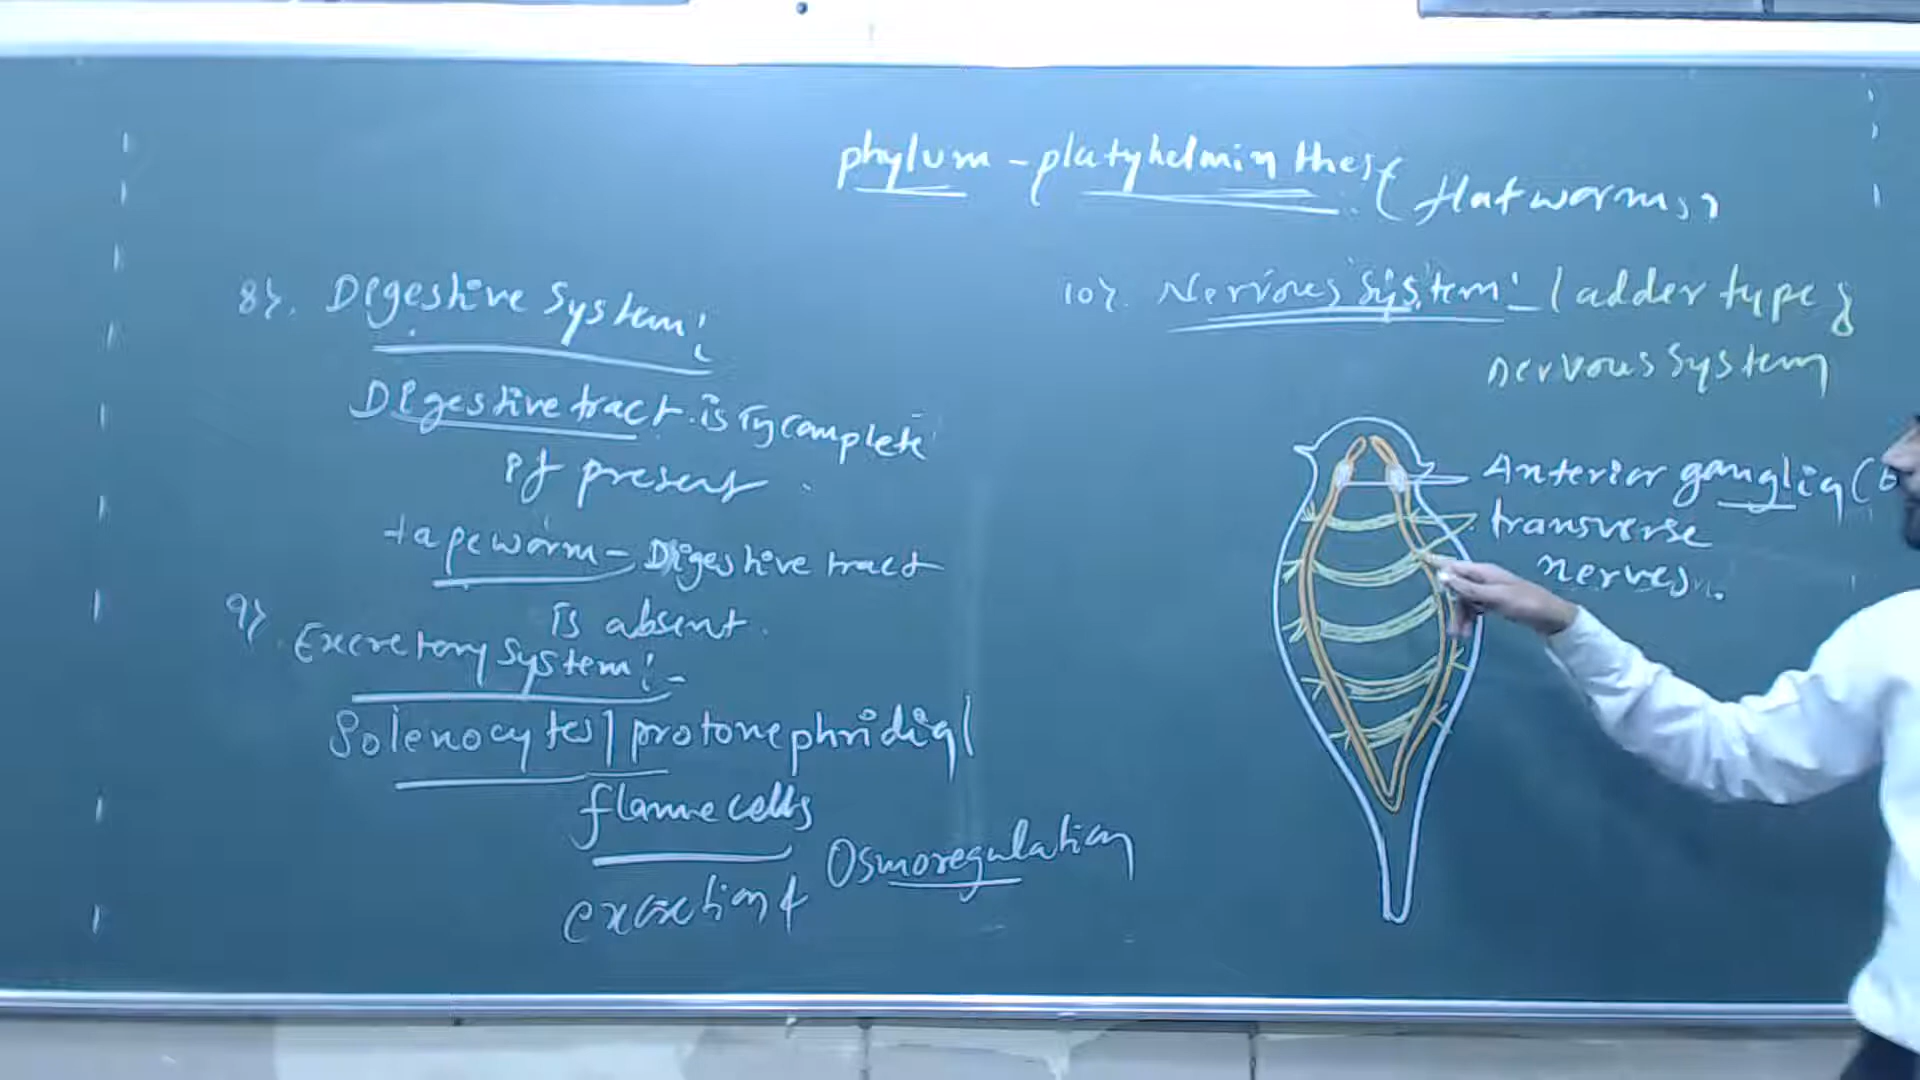 phylum - platyhelminthes ( flatworms )
8}. Digestive System:
Digestive tract is incomplete
if present.
tapeworm - Digestive tract
is absent.
9}. Excretory system: -
Solenocytes / protonephridial
flame cells
excretion & Osmoregulation
10}. Nervous system: - Ladder type }
nervous system
Anterior ganglia (
transverse
nerves.